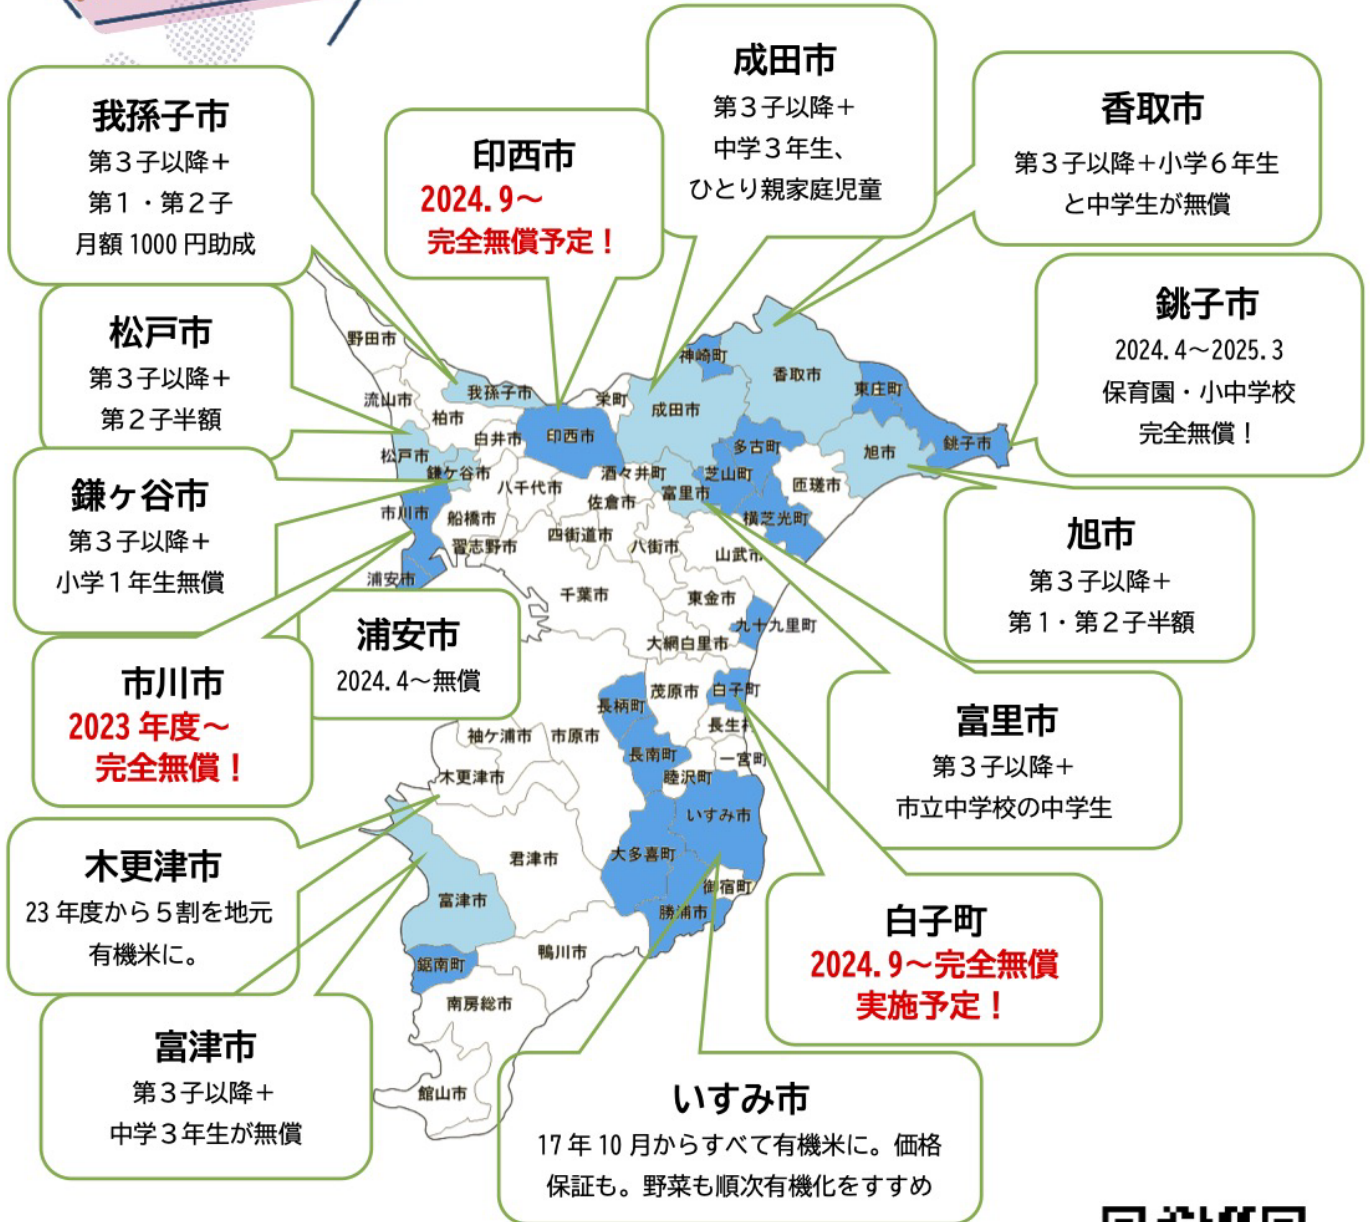 我孫子市
第３子以降＋
第１・第２子
月額 1000 円助成
印西市
2024.9～
完全無償予定！
成田市
第３子以降＋
中学３年生、
ひとり親家庭児童
香取市
第３子以降＋小学６年生
と中学生が無償
松戸市
第３子以降＋
第２子半額
銚子市
2024.4～2025.3
保育園・小中学校
完全無償！
鎌ヶ谷市
第３子以降＋
小学１年生無償
旭市
第３子以降＋
第１・第２子半額
浦安市
2024.4～無償
市川市
2023 年度～
完全無償！
富里市
第３子以降＋
市立中学校の中学生
木更津市
23 年度から５割を地元
有機米に。
白子町
2024.9～完全無償
実施予定！
富津市
第３子以降＋
中学３年生が無償
いすみ市
17 年 10 月からすべて有機米に。価格
保証も。野菜も順次有機化をすすめ
野田市
流山市
柏市
我孫子市
松戸市
鎌ケ谷市
白井市
印西市
栄町
成田市
神崎町
香取市
東庄町
銚子市
旭市
多古町
匝瑳市
芝山町
横芝光町
酒々井町
富里市
八千代市
佐倉市
市川市
船橋市
習志野市
四街道市
八街市
山武市
浦安市
千葉市
東金市
九十九里町
大網白里市
茂原市
白子町
長柄町
長生村
長南町
一宮町
睦沢町
袖ケ浦市
市原市
木更津市
いすみ市
大多喜町
君津市
御宿町
勝浦市
富津市
鴨川市
鋸南町
南房総市
館山市